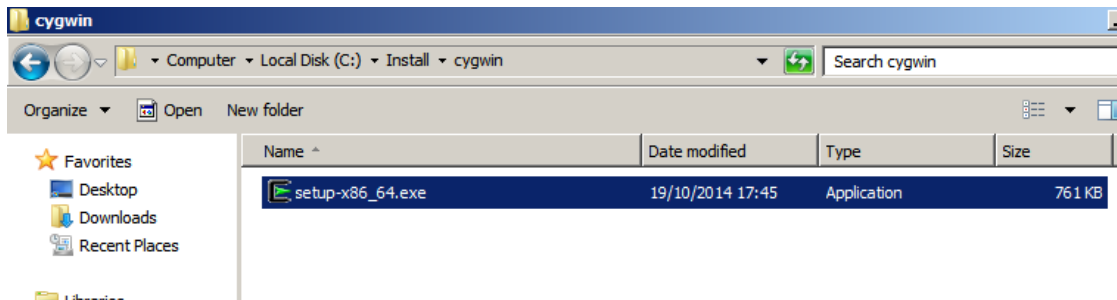 cygwin
Computer Local Disk (C:) Install cygwin Search cygwin
Organize Open New folder
Favorites
Desktop
Downloads
Recent Places
Libraries
Name Date modified Type Size
setup-x86_64.exe 19/10/2014 17:45 Application 761 KB